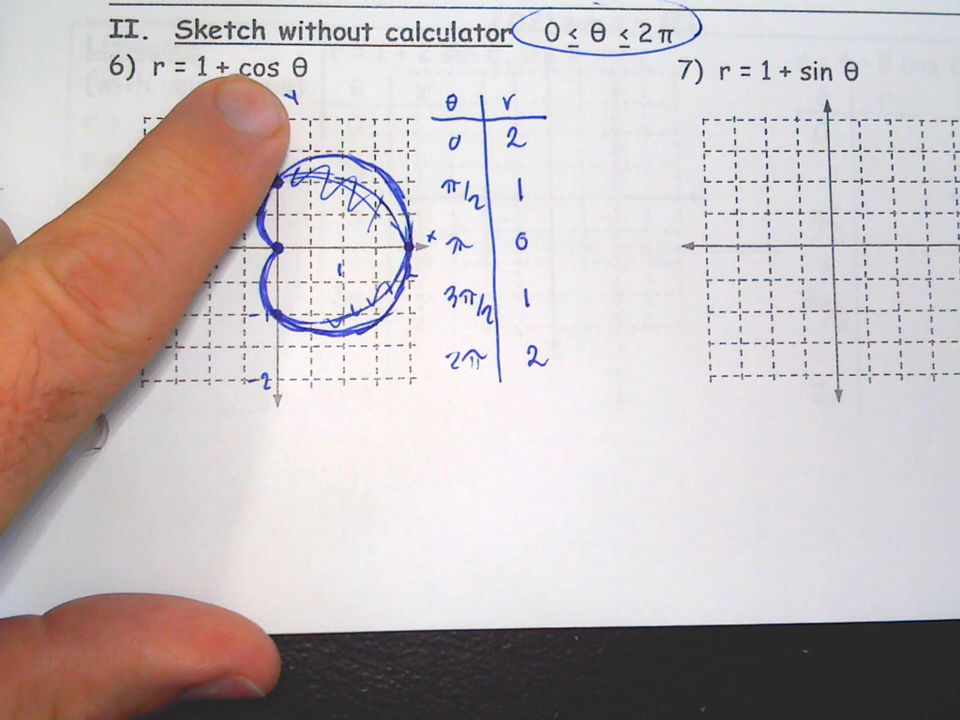 II. Sketch without calculator 0 ≤ θ ≤ 2π
6) r = 1 + cos θ
7) r = 1 + sin θ
y
θ r
0 2
π/2 1
x
π 0
1
3π/2 1
2π 2
-2